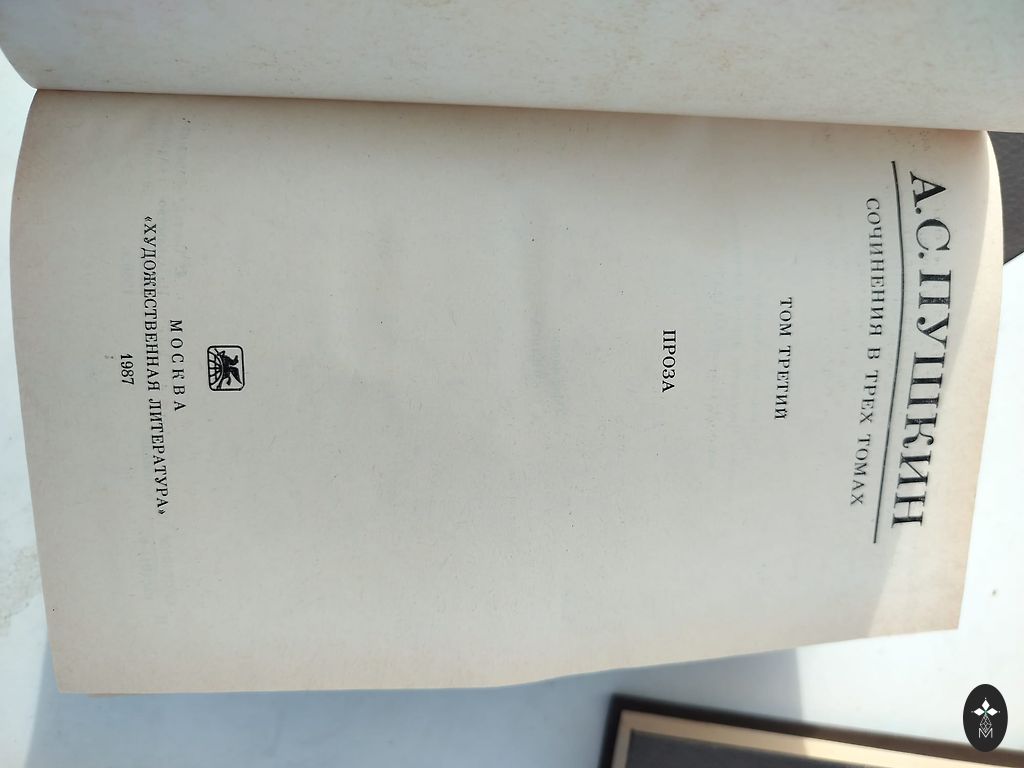 А. С. ПУШКИН
СОЧИНЕНИЯ В ТРЕХ ТОМАХ
ТОМ ТРЕТИЙ
ПРОЗА
МОСКВА
«ХУДОЖЕСТВЕННАЯ ЛИТЕРАТУРА»
1987